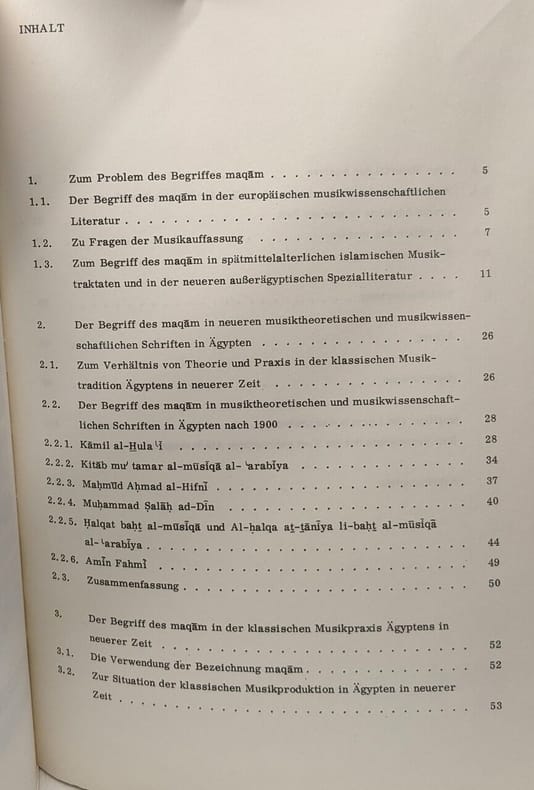 INHALT
1. Zum Problem des Begriffes maqām . . . . . . . . . . . . . . . . 5
1.1. Der Begriff des maqām in der europäischen musikwissenschaftlichen
Literatur . . . . . . . . . . . . . . . . . . . . . . . . . . . 5
1.2. Zu Fragen der Musikauffassung . . . . . . . . . . . . . . . . 7
1.3. Zum Begriff des maqām in spätmittelalterlichen islamischen Musik-
traktaten und in der neueren außerägyptischen Spezialliteratur . . . . 11
2. Der Begriff des maqām in neueren musiktheoretischen und musikwissen-
schaftlichen Schriften in Ägypten . . . . . . . . . . . . . . . . 26
2.1. Zum Verhältnis von Theorie und Praxis in der klassischen Musik-
tradition Ägyptens in neuerer Zeit . . . . . . . . . . . . . . . 26
2.2. Der Begriff des maqām in musiktheoretischen und musikwissenschaft-
lichen Schriften in Ägypten nach 1900 . . . . . . . . . . . . . . 28
2.2.1. Kāmil al-Ḫulaʿī . . . . . . . . . . . . . . . . . . . . . . . 28
2.2.2. Kitāb muʾtamar al-mūsīqā al-ʿarabīya . . . . . . . . . . . . . 34
2.2.3. Maḥmūd Aḥmad al-Ḥifnī . . . . . . . . . . . . . . . . . . . . 37
2.2.4. Muḥammad Ṣalāḥ ad-Dīn . . . . . . . . . . . . . . . . . . . . 40
2.2.5. Ḥalqat baḥṯ al-mūsīqā und Al-ḥalqa aṯ-ṯānīya li-baḥṯ al-mūsīqā
al-ʿarabīya . . . . . . . . . . . . . . . . . . . . . . . . . . 44
2.2.6. Amīn Fahmī . . . . . . . . . . . . . . . . . . . . . . . . . . 49
2.3. Zusammenfassung . . . . . . . . . . . . . . . . . . . . . . . . 50
3. Der Begriff des maqām in der klassischen Musikpraxis Ägyptens in
neuerer Zeit . . . . . . . . . . . . . . . . . . . . . . . . . . 52
3.1. Die Verwendung der Bezeichnung maqām . . . . . . . . . . . . . . 52
3.2. Zur Situation der klassischen Musikproduktion in Ägypten in neuerer
Zeit . . . . . . . . . . . . . . . . . . . . . . . . . . . . . . 53